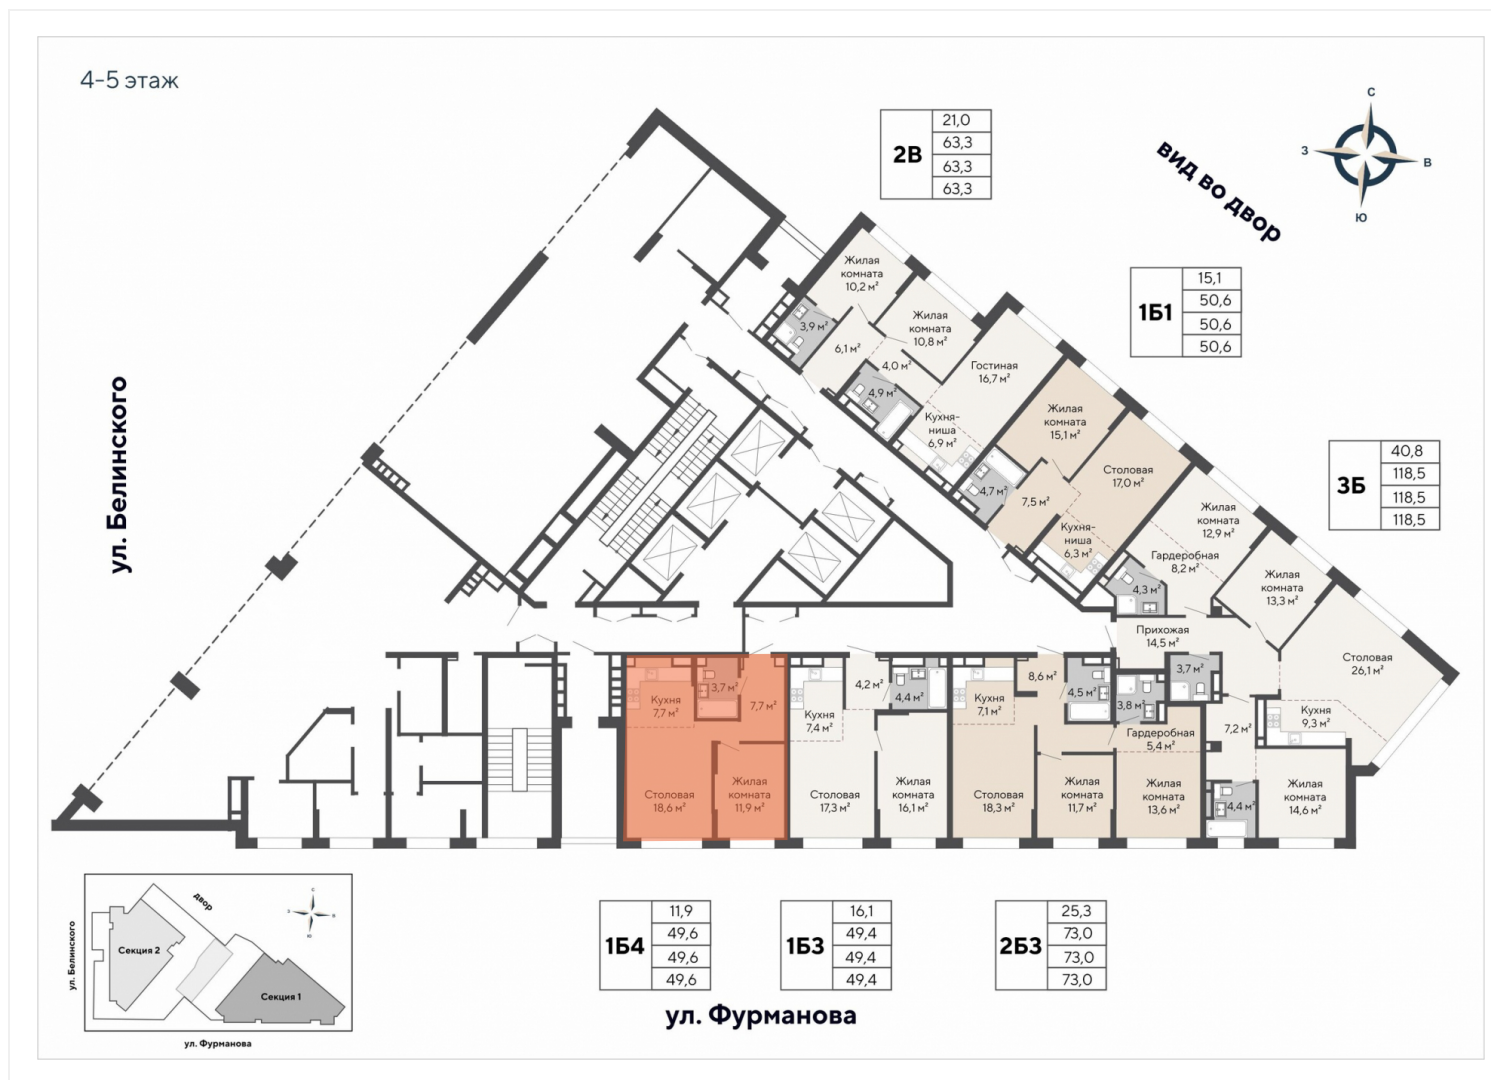 4-5 этаж
2В
21,0
63,3
63,3
63,3
вид во двор
С
З
В
Ю
1Б1
15,1
50,6
50,6
50,6
3Б
40,8
118,5
118,5
118,5
ул. Белинского
Жилая
комната
10,2 м²
3,9 м²
6,1 м²
Жилая
комната
10,8 м²
4,0 м²
4,9 м²
Гостиная
16,7 м²
Кухня-
ниша
6,9 м²
Жилая
комната
15,1 м²
4,7 м²
7,5 м²
Столовая
17,0 м²
Кухня-
ниша
6,3 м²
Жилая
комната
12,9 м²
Гардеробная
8,2 м²
4,3 м²
Жилая
комната
13,3 м²
Прихожая
14,5 м²
3,7 м²
Столовая
26,1 м²
Кухня
9,3 м²
7,2 м²
4,4 м²
Жилая
комната
14,6 м²
Кухня
7,7 м²
3,7 м²
7,7 м²
Столовая
18,6 м²
Жилая
комната
11,9 м²
Кухня
7,4 м²
4,2 м²
4,4 м²
Столовая
17,3 м²
Жилая
комната
16,1 м²
Кухня
7,1 м²
8,6 м²
4,5 м²
3,8 м²
Гардеробная
5,4 м²
Столовая
18,3 м²
Жилая
комната
11,7 м²
Жилая
комната
13,6 м²
1Б4
11,9
49,6
49,6
49,6
1Б3
16,1
49,4
49,4
49,4
2Б3
25,3
73,0
73,0
73,0
ул. Фурманова
двор
С
З
В
Ю
ул. Белинского
Секция 2
Секция 1
ул. Фурманова